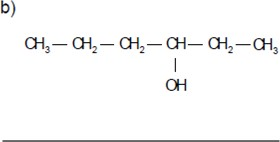 b)
CH₃ — CH₂ — CH₂ — CH — CH₂ — CH₃
|
OH